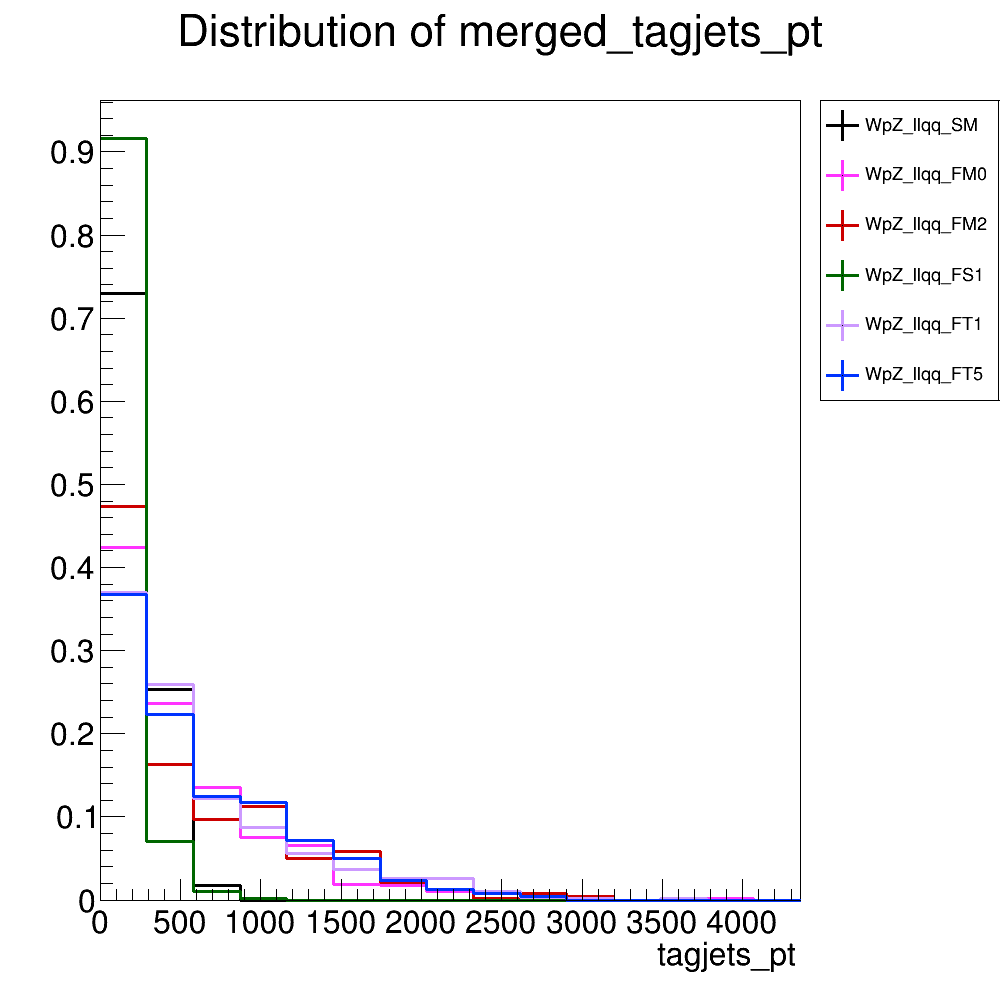 Distribution of merged_tagjets_pt
WpZ_llqq_SM
WpZ_llqq_FM0
WpZ_llqq_FM2
WpZ_llqq_FS1
WpZ_llqq_FT1
WpZ_llqq_FT5
0.9
0.8
0.7
0.6
0.5
0.4
0.3
0.2
0.1
0
0 500 1000 1500 2000 2500 3000 3500 4000
tagjets_pt